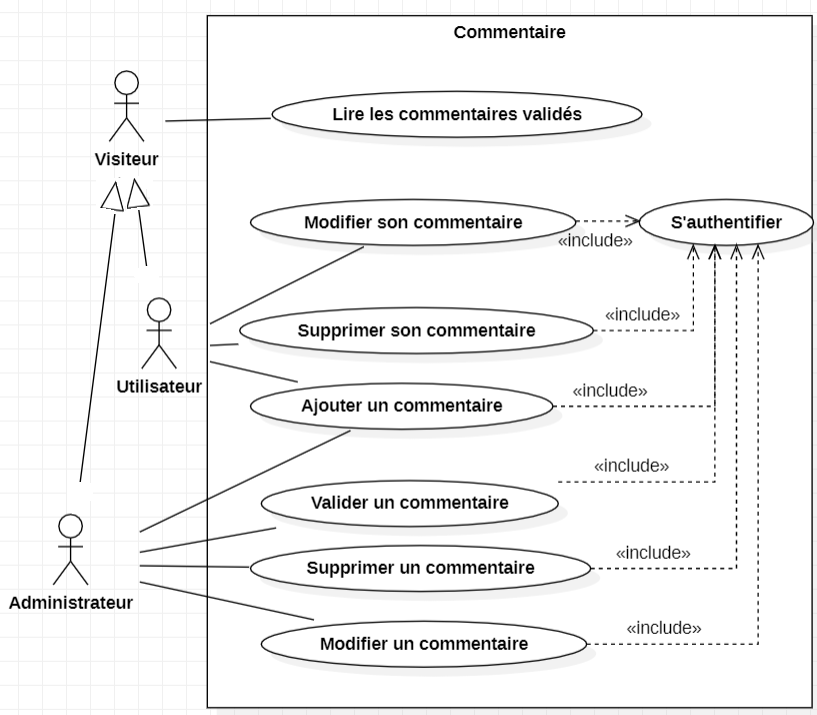 Commentaire
Lire les commentaires validés
Visiteur
Modifier son commentaire
S'authentifier
«include»
Supprimer son commentaire
«include»
Utilisateur
Ajouter un commentaire
«include»
Valider un commentaire
«include»
Supprimer un commentaire
«include»
Administrateur
Modifier un commentaire
«include»